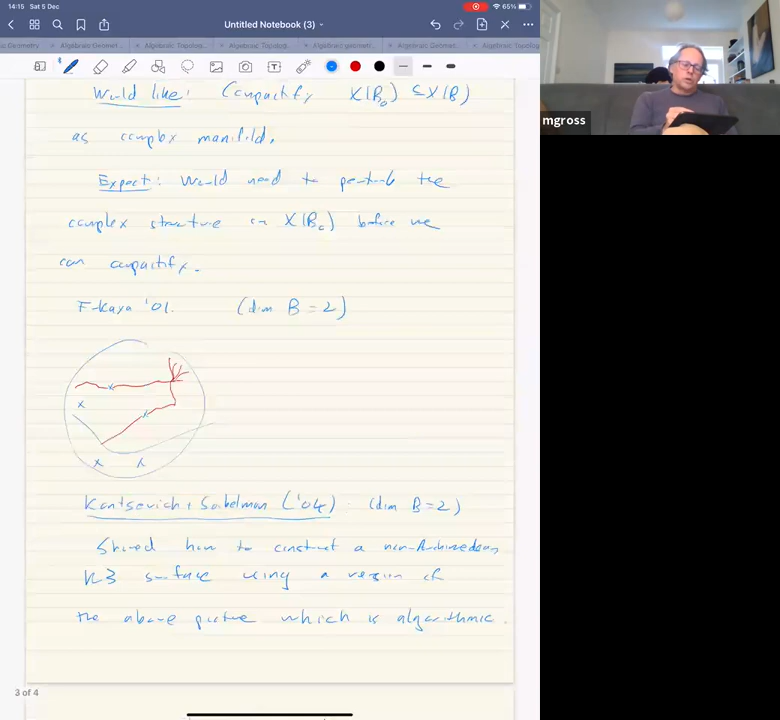 14:15 Sat 5 Dec
65%
Untitled Notebook (3)
Would like: Compactify X(B₀) ⊆ X(B)
as complex manifold.
Expect: Would need to perturb the
complex structure on X(B₀) before we
can compactify.
Fukaya '01. (dim B = 2)
Kontsevich + Soibelman ('04): (dim B = 2)
Showed how to construct a non-Archimedean
K3 surface using a version of
the above picture which is algorithmic.
3 of 4
mgross